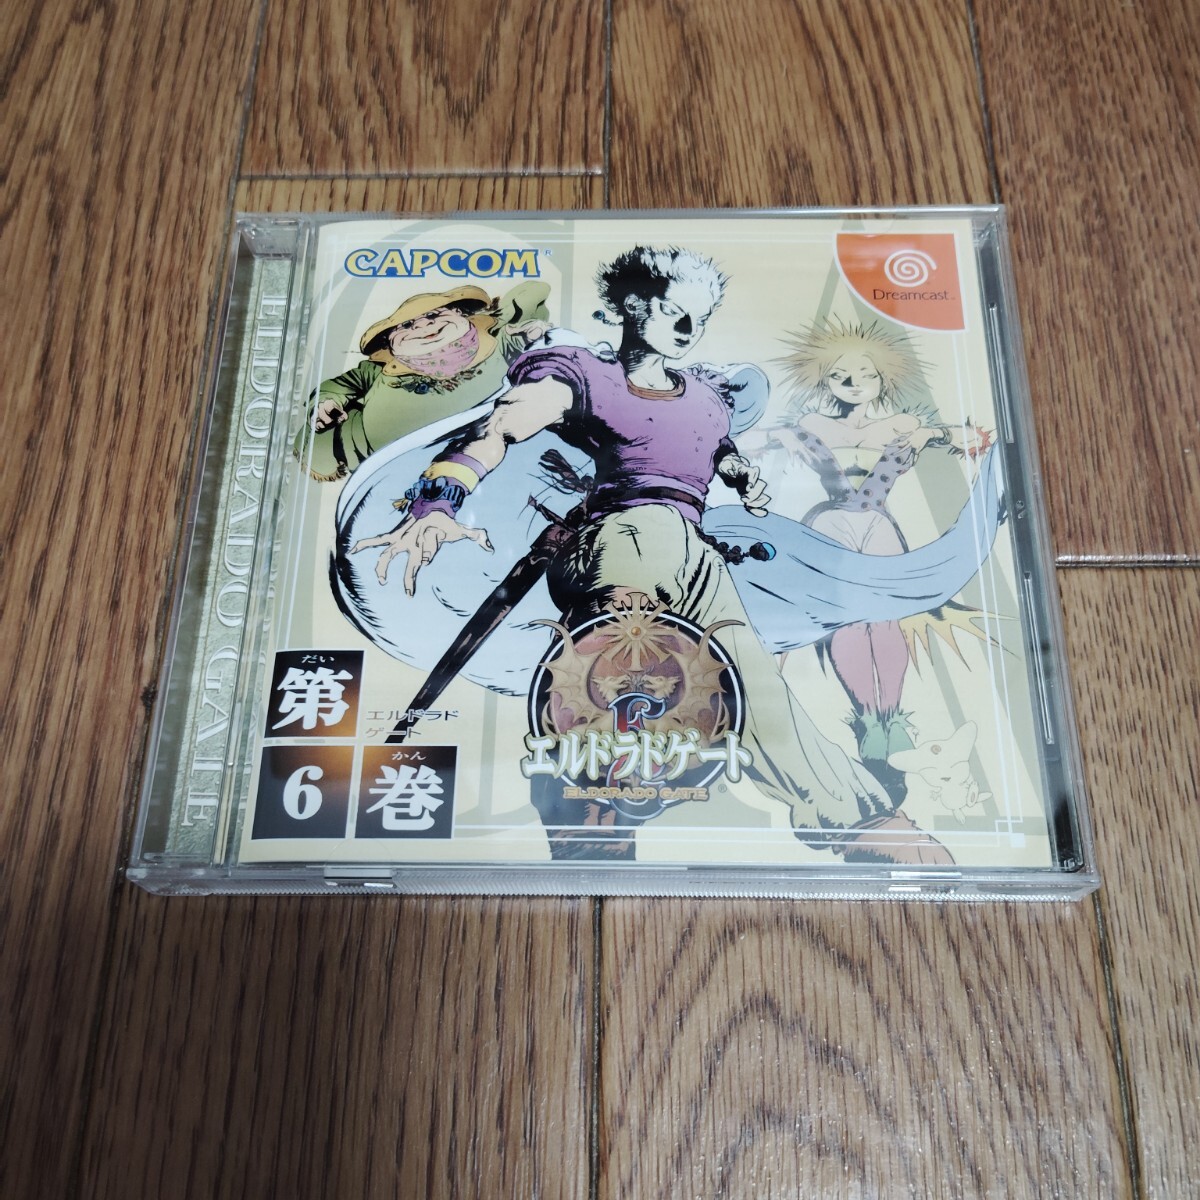 CAPCOM®
Dreamcast™
ELDORADO GATE
だい
第
エルドラド
ゲート
6
かん
巻
エルドラドゲート
ELDORADO GATE®